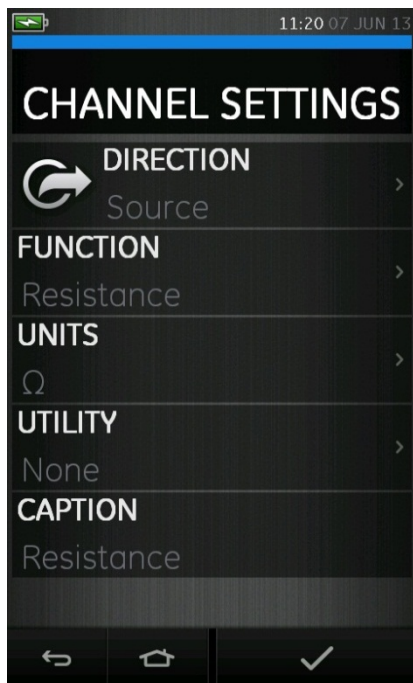 11:20 07 JUN 13
CHANNEL SETTINGS
DIRECTION
Source
FUNCTION
Resistance
UNITS
Ω
UTILITY
None
CAPTION
Resistance